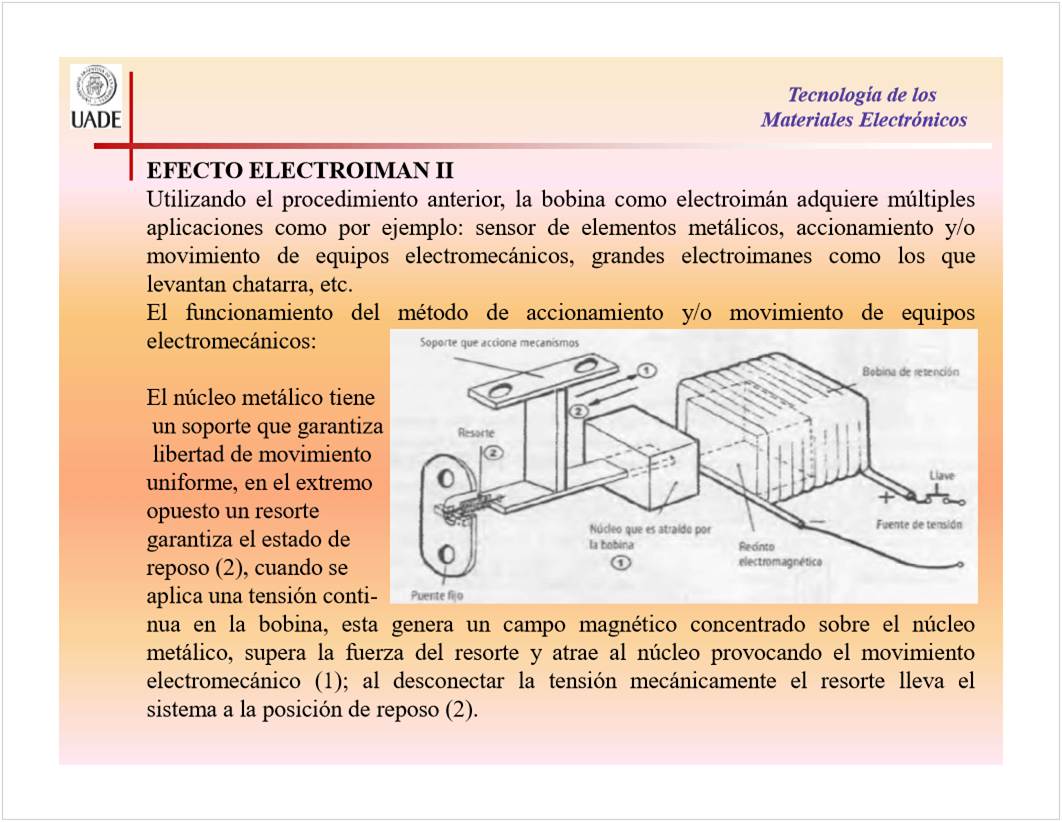 UADE
Tecnología de los
Materiales Electrónicos
EFECTO ELECTROIMAN II
Utilizando el procedimiento anterior, la bobina como electroimán adquiere múltiples
aplicaciones como por ejemplo: sensor de elementos metálicos, accionamiento y/o
movimiento de equipos electromecánicos, grandes electroimanes como los que
levantan chatarra, etc.
El funcionamiento del método de accionamiento y/o movimiento de equipos
electromecánicos:
El núcleo metálico tiene
un soporte que garantiza
libertad de movimiento
uniforme, en el extremo
opuesto un resorte
garantiza el estado de
reposo (2), cuando se
aplica una tensión conti-
Soporte que acciona mecanismos
1
Bobina de retención
2
Resorte
2
Llave
+
Núcleo que es atraído por
la bobina
1
–
Fuente de tensión
Recinto
electromagnético
Puente fijo
nua en la bobina, esta genera un campo magnético concentrado sobre el núcleo
metálico, supera la fuerza del resorte y atrae al núcleo provocando el movimiento
electromecánico (1); al desconectar la tensión mecánicamente el resorte lleva el
sistema a la posición de reposo (2).